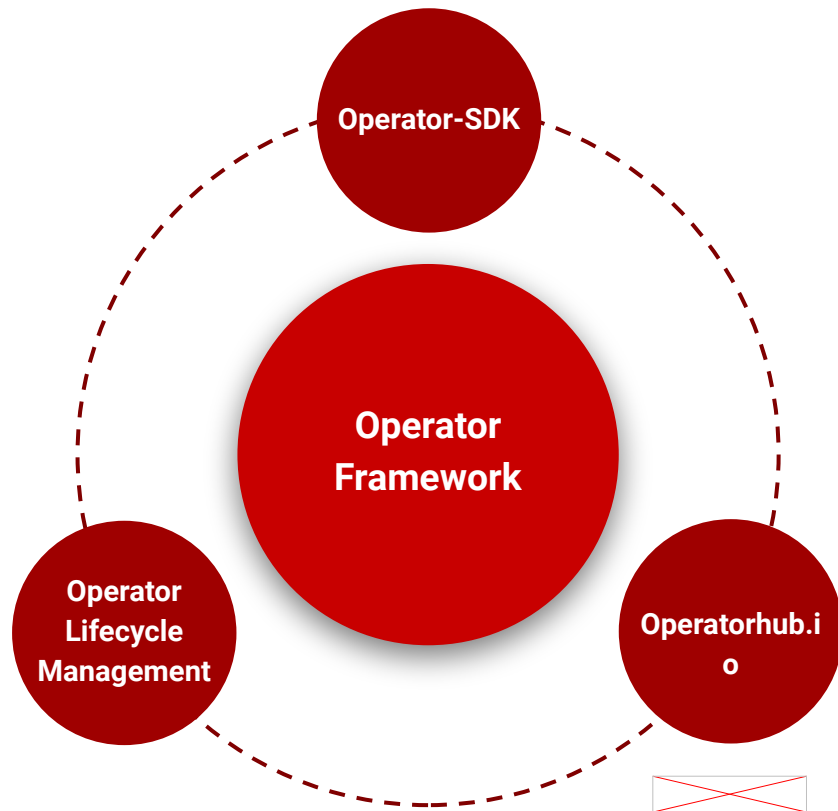 Operator-SDK
Operator
Framework
Operator
Lifecycle
Management
Operatorhub.i
o